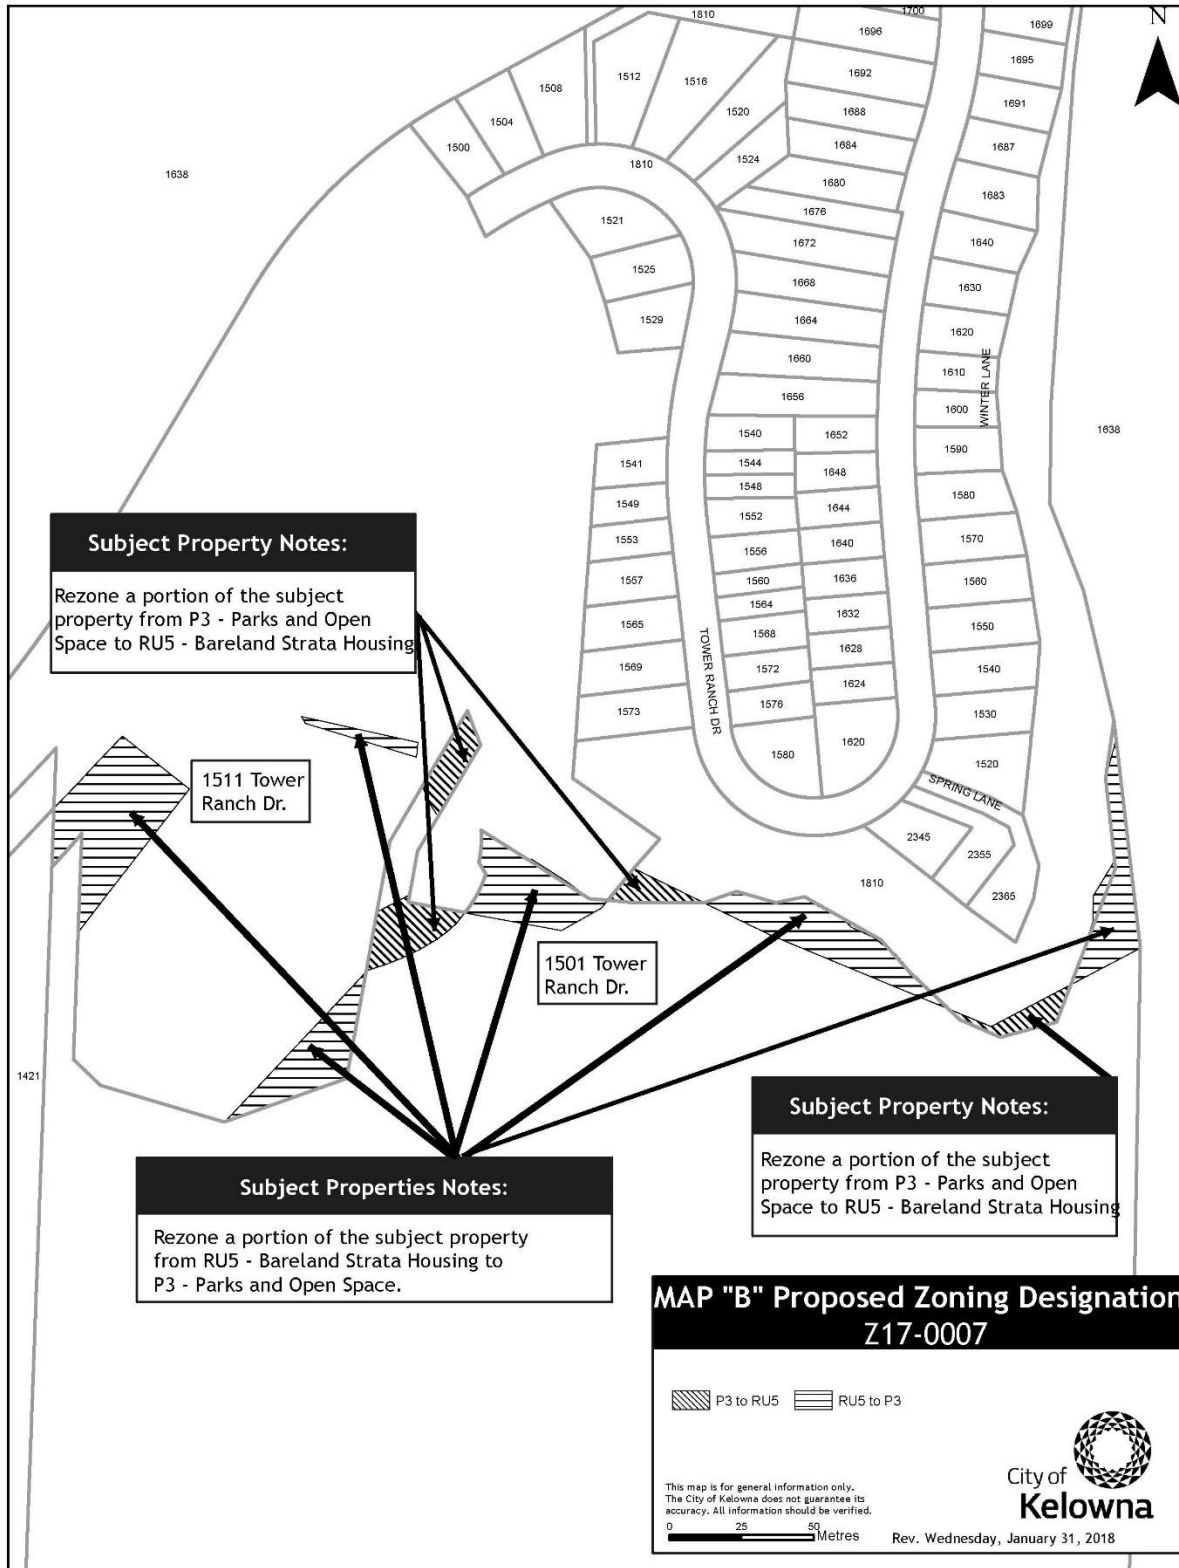 N
1810
1700
1699
1696
1695
1512
1516
1508
1692
1691
1520
1688
1504
1500
1684
1687
1810
1524
1638
1680
1683
1676
1521
1672
1640
1525
1668
1630
1529
1664
1620
1660
1610
WINTER LANE
1656
1600
1638
1540
1652
1590
1541
1544
1648
1548
1580
1549
1552
1644
1553
1556
1640
1570
1557
1560
1636
1560
1564
1632
1565
1568
1628
1550
1569
1572
1624
1540
TOWER RANCH DR
1573
1576
1530
1580
1620
1520
SPRING LANE
2345
2355
2365
1810
Subject Property Notes:
Rezone a portion of the subject
property from P3 - Parks and Open
Space to RU5 - Bareland Strata Housing
1511 Tower
Ranch Dr.
1501 Tower
Ranch Dr.
1421
Subject Property Notes:
Rezone a portion of the subject
property from P3 - Parks and Open
Space to RU5 - Bareland Strata Housing
Subject Properties Notes:
Rezone a portion of the subject property
from RU5 - Bareland Strata Housing to
P3 - Parks and Open Space.
MAP "B" Proposed Zoning Designation
Z17-0007
P3 to RU5
RU5 to P3
This map is for general information only.
The City of Kelowna does not guarantee its
accuracy. All information should be verified.
0 25 50 Metres
City of
Kelowna
Rev. Wednesday, January 31, 2018